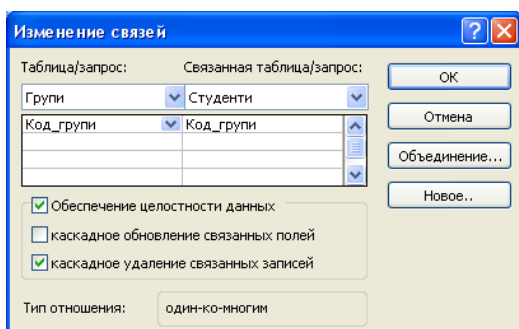 Изменение связей
Таблица/запрос: Связанная таблица/запрос:
Групи Студенти
Код_групи Код_групи
Обеспечение целостности данных
каскадное обновление связанных полей
каскадное удаление связанных записей
Тип отношения: один-ко-многим
ОК
Отмена
Объединение...
Новое..